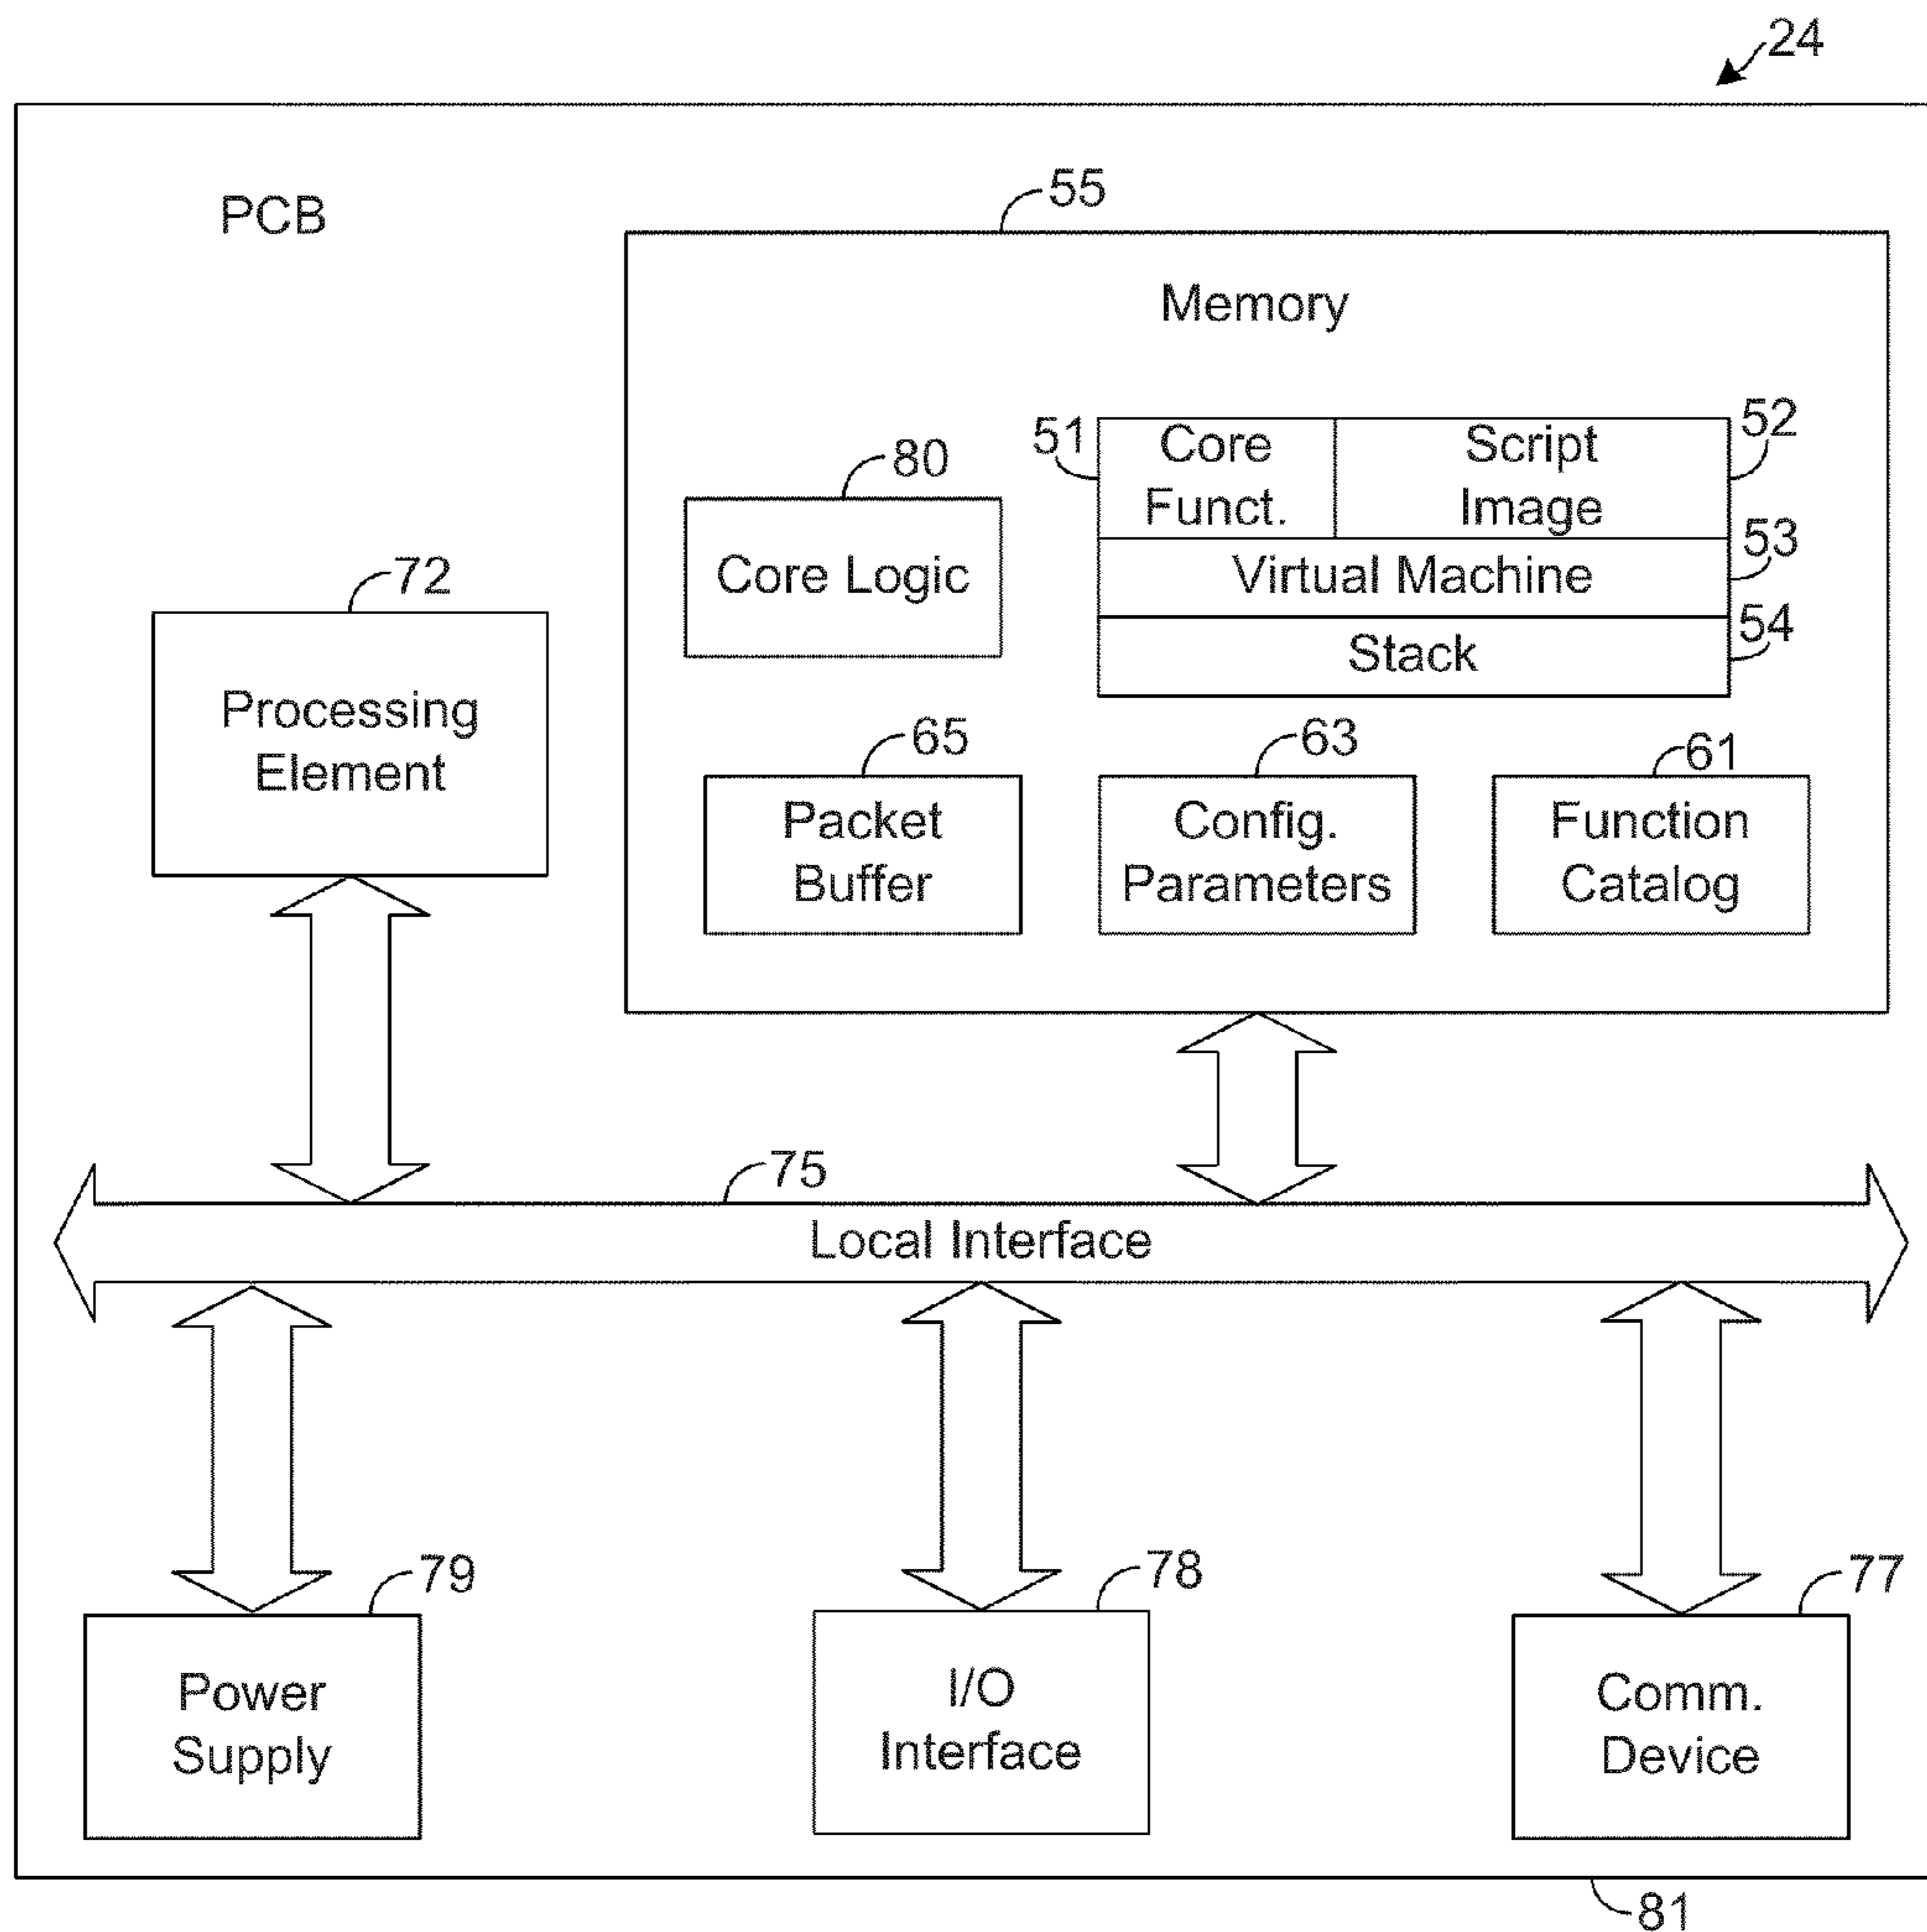 24
PCB
55
Memory
51
Core
Funct.
Script
Image
52
80
Core Logic
Virtual Machine
53
Stack
54
72
Processing
Element
65
Packet
Buffer
63
Config.
Parameters
61
Function
Catalog
75
Local Interface
79
Power
Supply
78
I/O
Interface
77
Comm.
Device
81